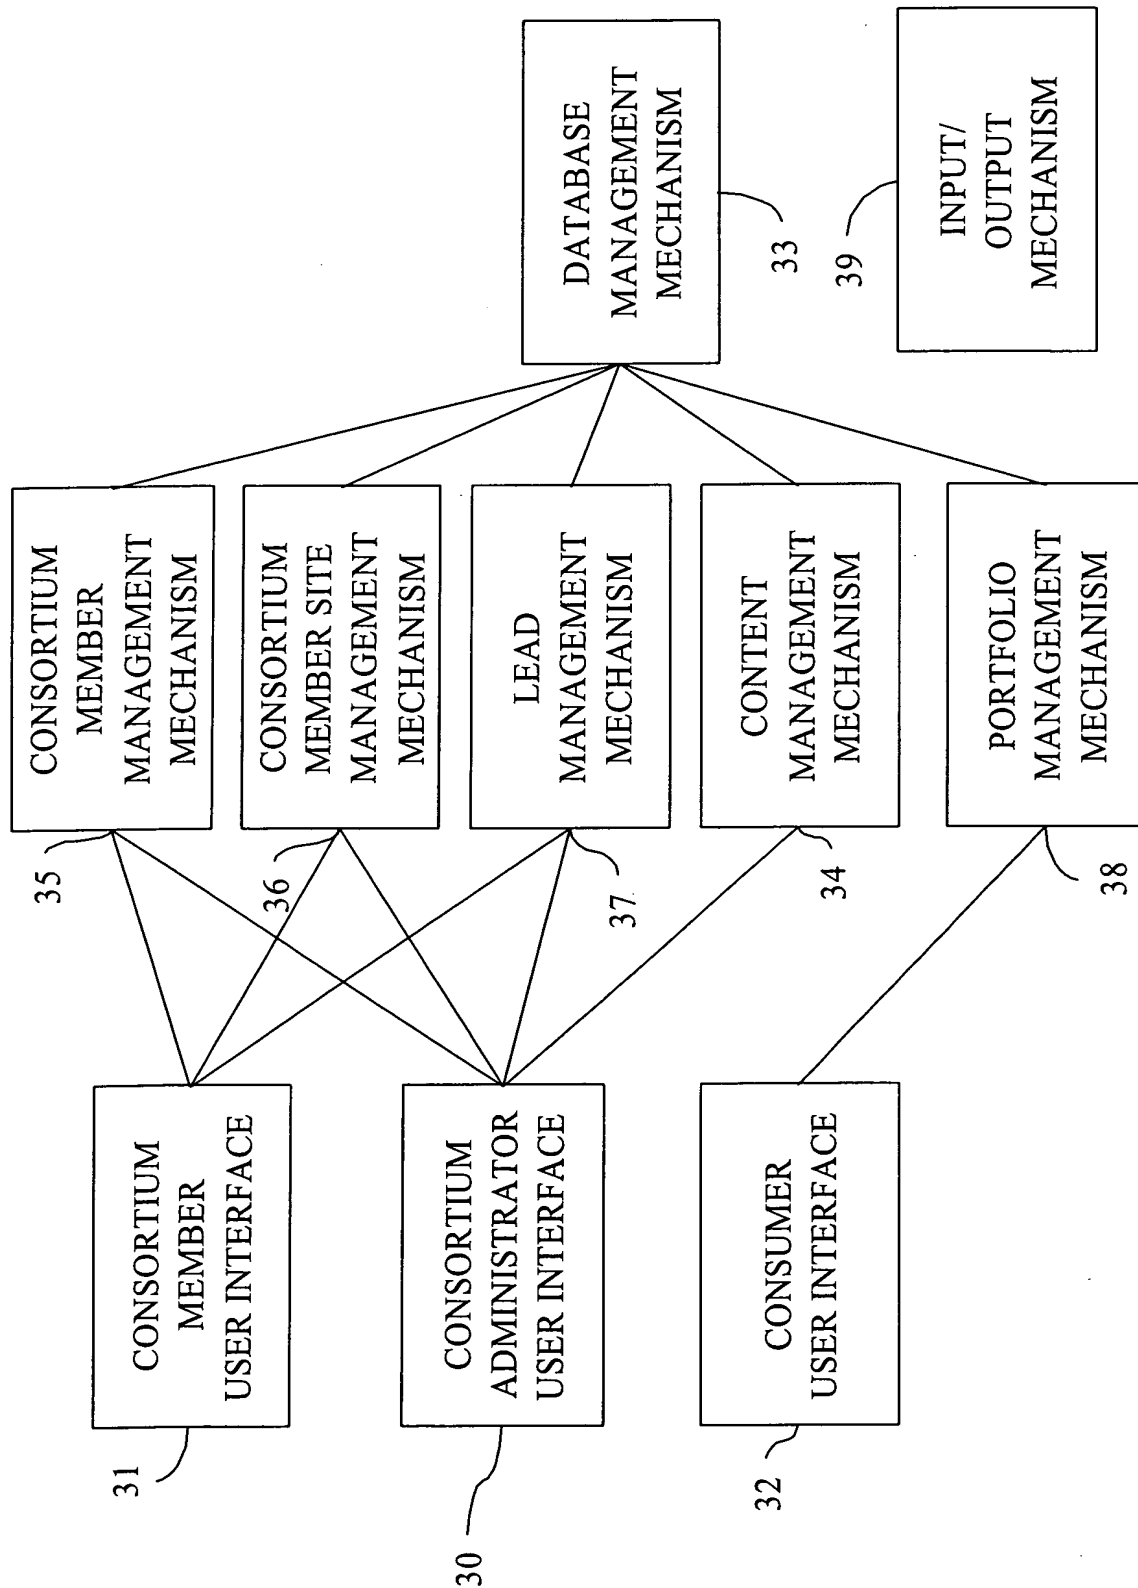 31
CONSORTIUM
MEMBER
USER INTERFACE
30
CONSORTIUM
ADMINISTRATOR
USER INTERFACE
32
CONSUMER
USER INTERFACE
35
CONSORTIUM
MEMBER
MANAGEMENT
MECHANISM
36
CONSORTIUM
MEMBER SITE
MANAGEMENT
MECHANISM
37
LEAD
MANAGEMENT
MECHANISM
34
CONTENT
MANAGEMENT
MECHANISM
38
PORTFOLIO
MANAGEMENT
MECHANISM
DATABASE
MANAGEMENT
MECHANISM
33
39
INPUT/
OUTPUT
MECHANISM